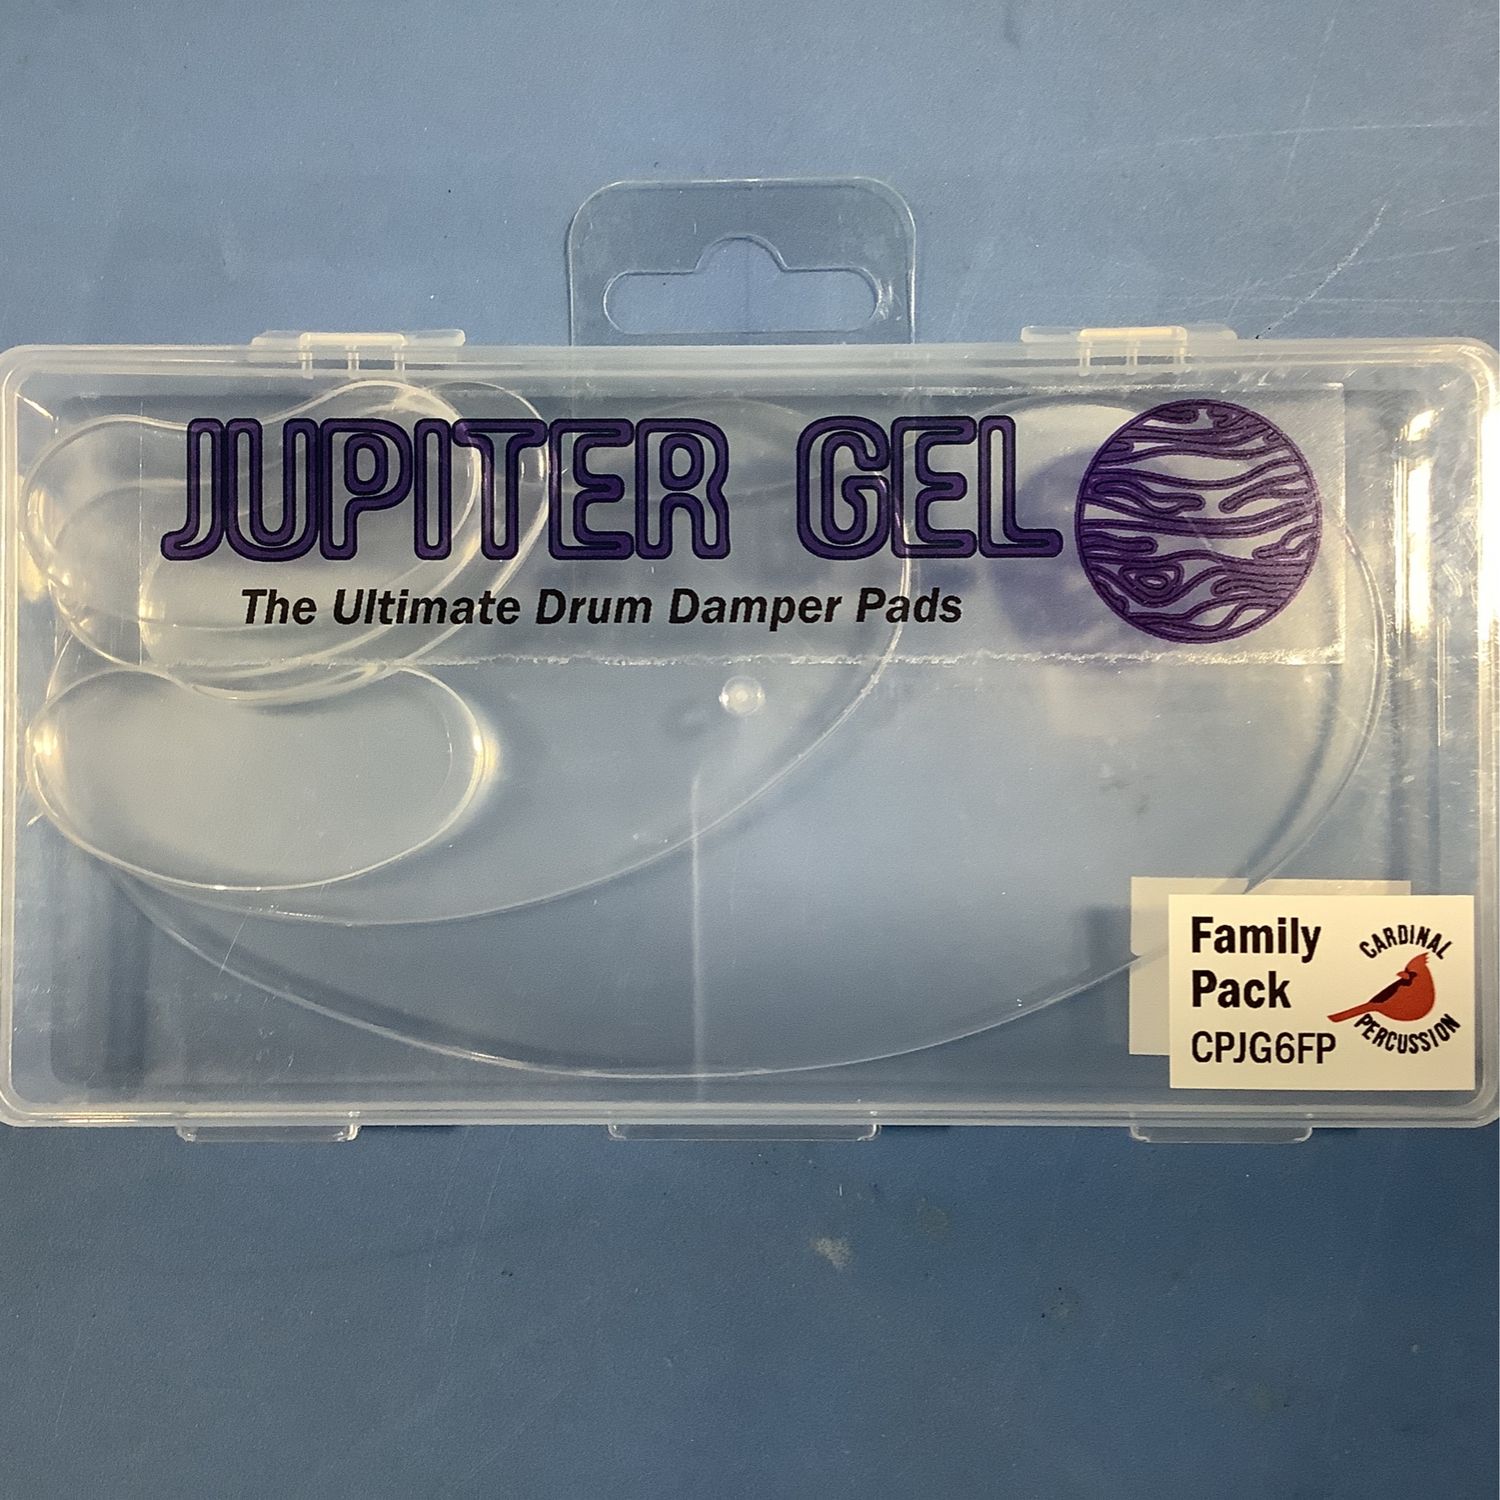 JUPITER GEL
The Ultimate Drum Damper Pads
Family
Pack
CPJG6FP
CARDINAL
PERCUSSION